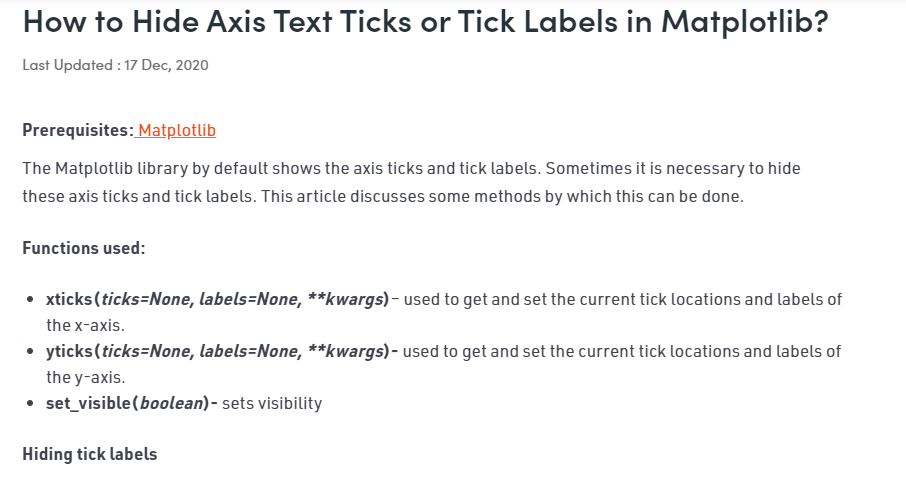 How to Hide Axis Text Ticks or Tick Labels in Matplotlib?
Last Updated : 17 Dec, 2020
Prerequisites: Matplotlib
The Matplotlib library by default shows the axis ticks and tick labels. Sometimes it is necessary to hide
these axis ticks and tick labels. This article discusses some methods by which this can be done.
Functions used:
• xticks(ticks=None, labels=None, **kwargs)– used to get and set the current tick locations and labels of
the x-axis.
• yticks(ticks=None, labels=None, **kwargs)- used to get and set the current tick locations and labels of
the y-axis.
• set_visible(boolean)- sets visibility
Hiding tick labels